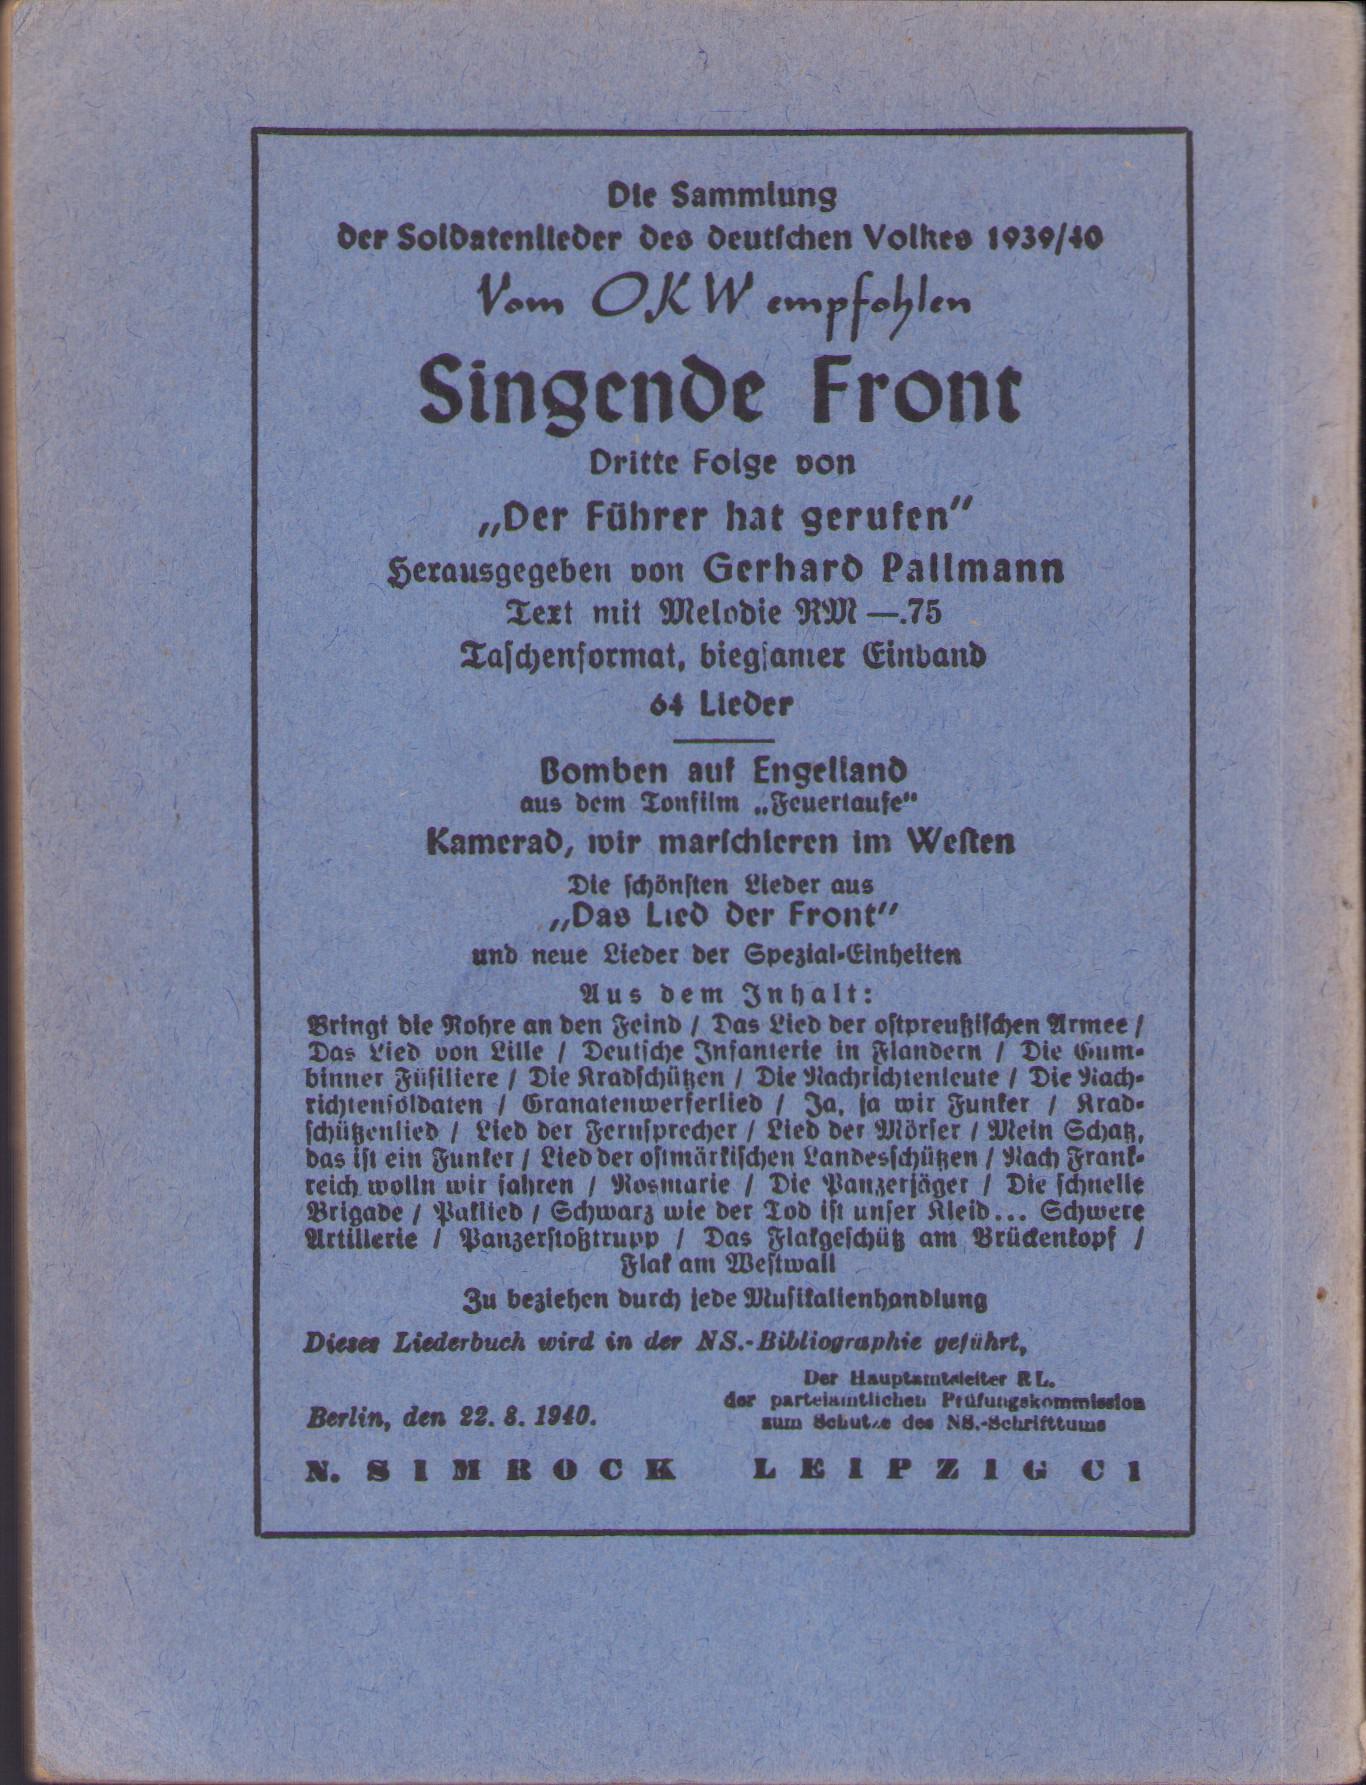 Die Sammlung
der Soldatenlieder des deutschen Volkes 1939/40
Vom OKW empfohlen
Singende Front
Dritte Folge von
„Der Führer hat gerufen“
Herausgegeben von Gerhard Pallmann
Text mit Melodie RM —.75
Taschenformat, biegsamer Einband
64 Lieder
Bomben auf Engelland
aus dem Tonfilm „Feuertaufe“
Kamerad, wir marschieren im Westen
Die schönsten Lieder aus
„Das Lied der Front“
und neue Lieder der Spezial-Einheiten
Aus dem Inhalt:
Bringt die Rohre an den Feind / Das Lied der ostpreußischen Armee /
Das Lied von Lille / Deutsche Infanterie in Flandern / Die Gum-
binner Füsiliere / Die Kradschützen / Die Nachrichtenleute / Die Nach-
richtensoldaten / Granatenwerferlied / Ja, ja wir Funker / Krad-
schützenlied / Lied der Fernsprecher / Lied der Mörser / Mein Schatz,
das ist ein Funker / Lied der ostmärkischen Landesschützen / Nach Frank-
reich wolln wir fahren / Rosmarie / Die Panzerjäger / Die schnelle
Brigade / Paklied / Schwarz wie der Tod ist unser Kleid... Schwere
Artillerie / Panzerstoßtrupp / Das Flakgeschütz am Brückenkopf /
Flak am Westwall
Zu beziehen durch jede Musikalienhandlung
Dieses Liederbuch wird in der NS.-Bibliographie geführt,
Der Hauptamtsleiter RL.
der parteiamtlichen Prüfungskommission
zum Schutze des NS.-Schrifttums
Berlin, den 22. 8. 1940.
N. SIMROCK LEIPZIG C 1